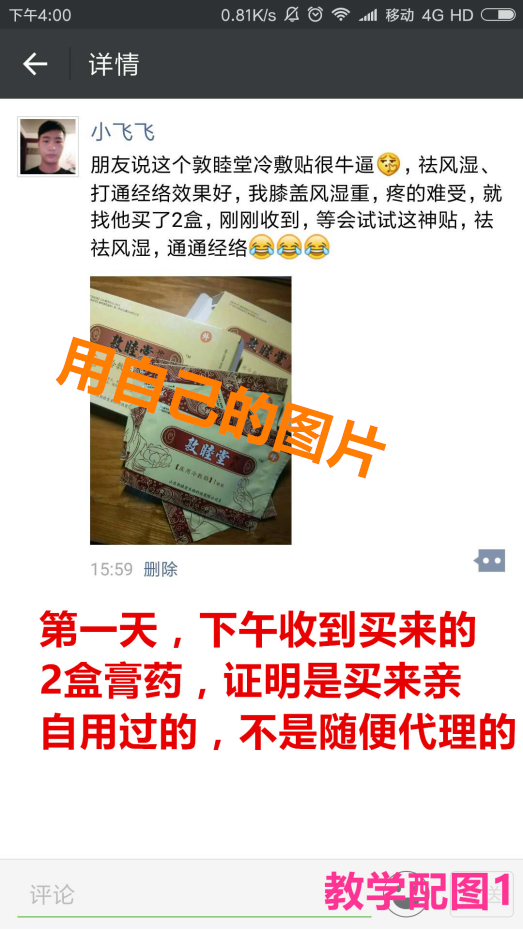 下午4:00
0.81K/s
移动 4G HD
详情
小飞飞
朋友说这个敦睦堂冷敷贴很牛逼，祛风湿、
打通经络效果好，我膝盖风湿重，疼的难受，就
找他买了2盒，刚刚收到，等会试试这神贴，祛
祛风湿，通通经络
敦睦堂
用自己的图片
敦睦堂
15:59 删除
第一天，下午收到买来的
2盒膏药，证明是买来亲
自用过的，不是随便代理的
评论
教学配图1